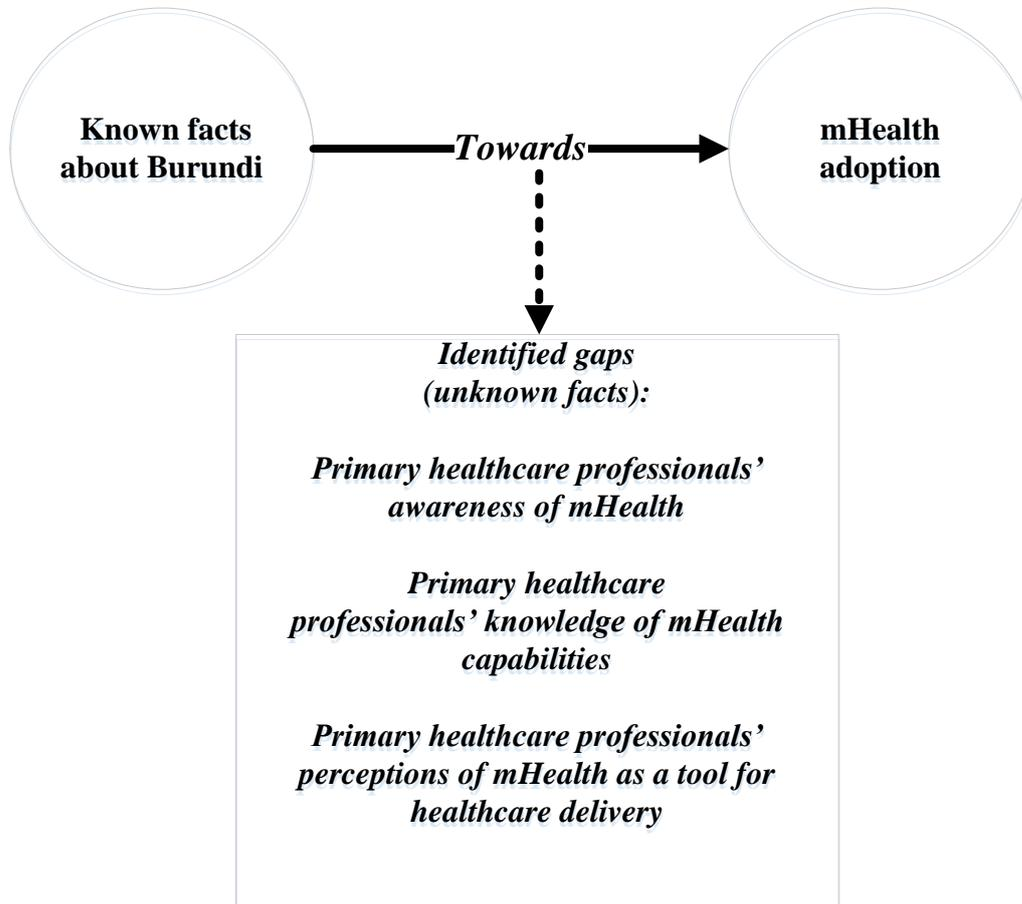 Known facts
about Burundi
Towards
mHealth
adoption
Identified gaps
(unknown facts):
Primary healthcare professionals’
awareness of mHealth
Primary healthcare
professionals’ knowledge of mHealth
capabilities
Primary healthcare professionals’
perceptions of mHealth as a tool for
healthcare delivery